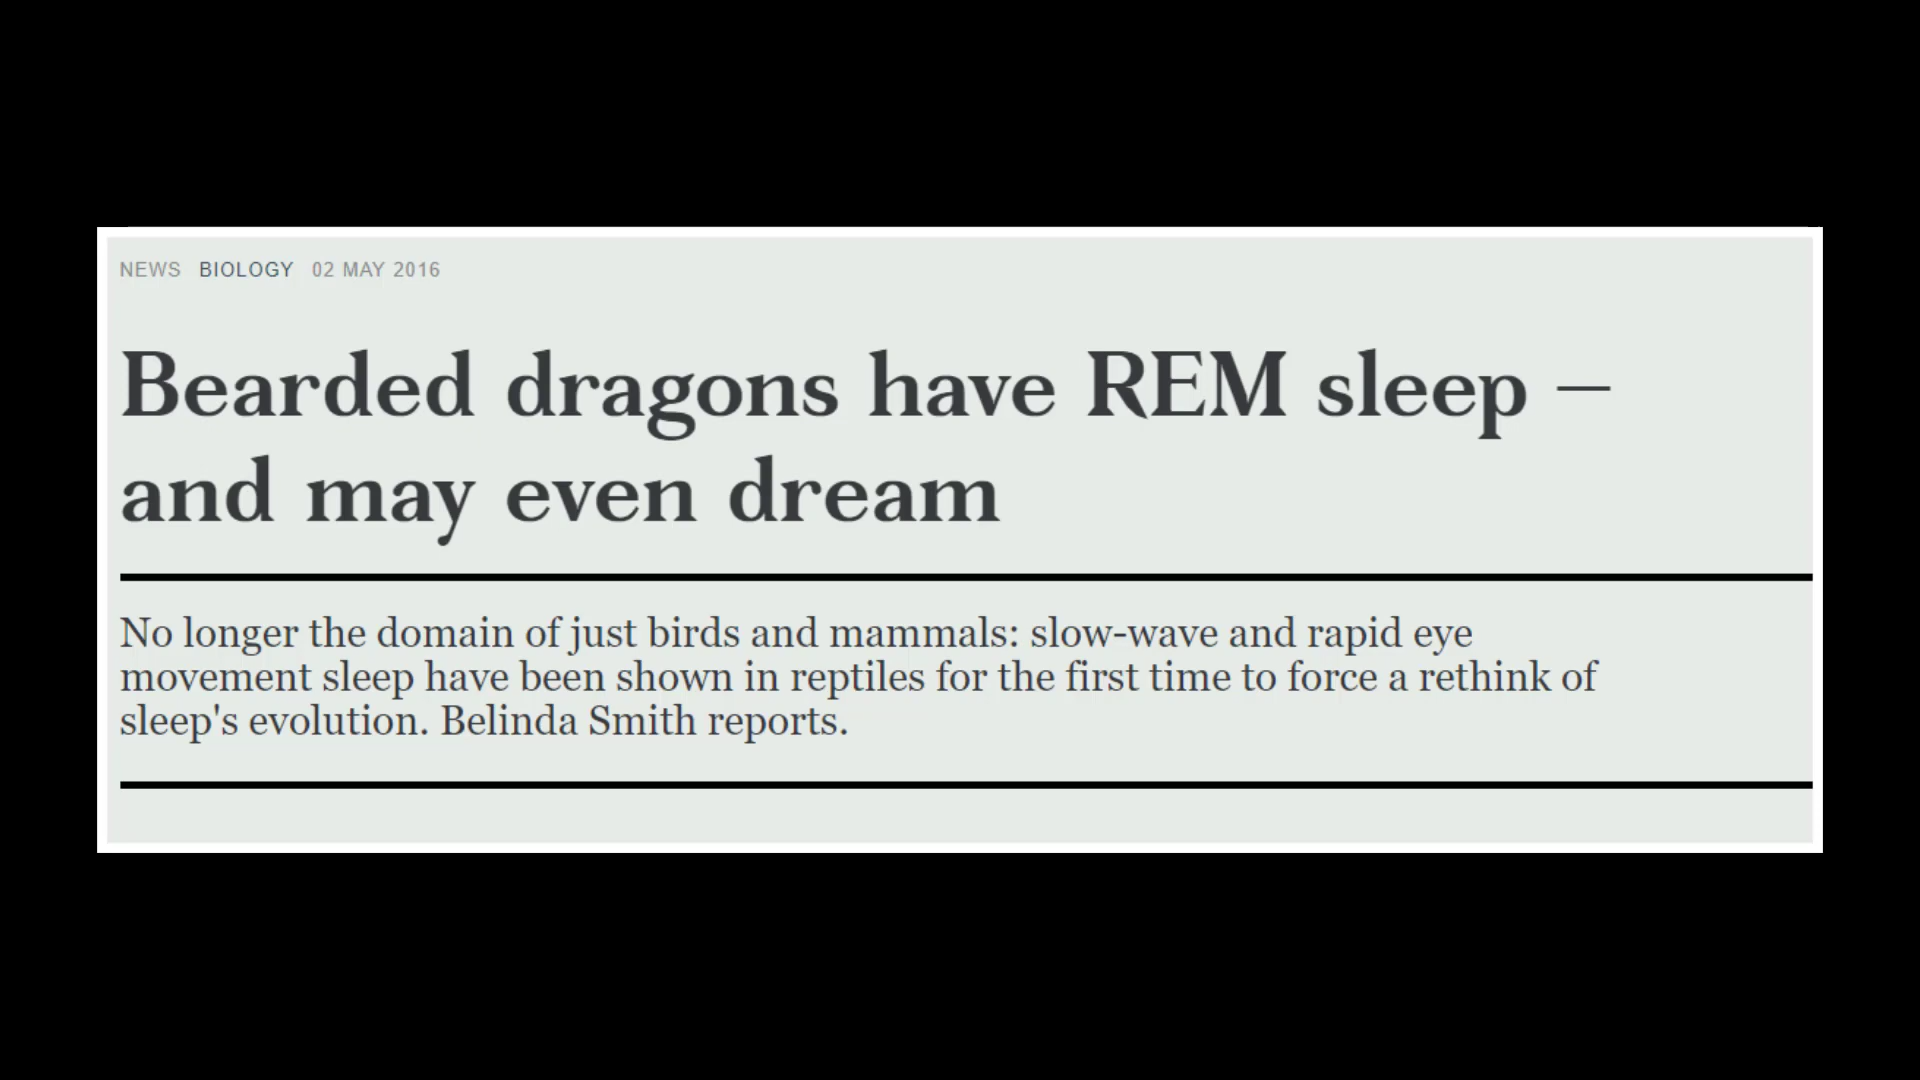 NEWS BIOLOGY 02 MAY 2016
Bearded dragons have REM sleep –
and may even dream
No longer the domain of just birds and mammals: slow-wave and rapid eye
movement sleep have been shown in reptiles for the first time to force a rethink of
sleep's evolution. Belinda Smith reports.